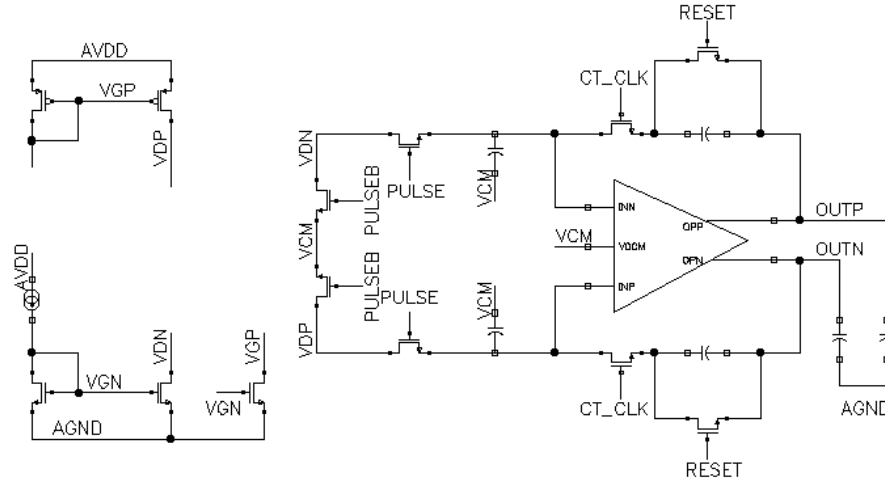 RESET
AVDD
VGP
CT_CLK
VDP
VDN
PULSE
VCM
PULSEB
INN
OPP
OUTP
VCM
VCM
VOCM
OUTN
OPN
AVDD
PULSEB
PULSE
VCM
INP
VDN
VGP
VDP
VGN
VGN
CT_CLK
AGND
AGND
RESET